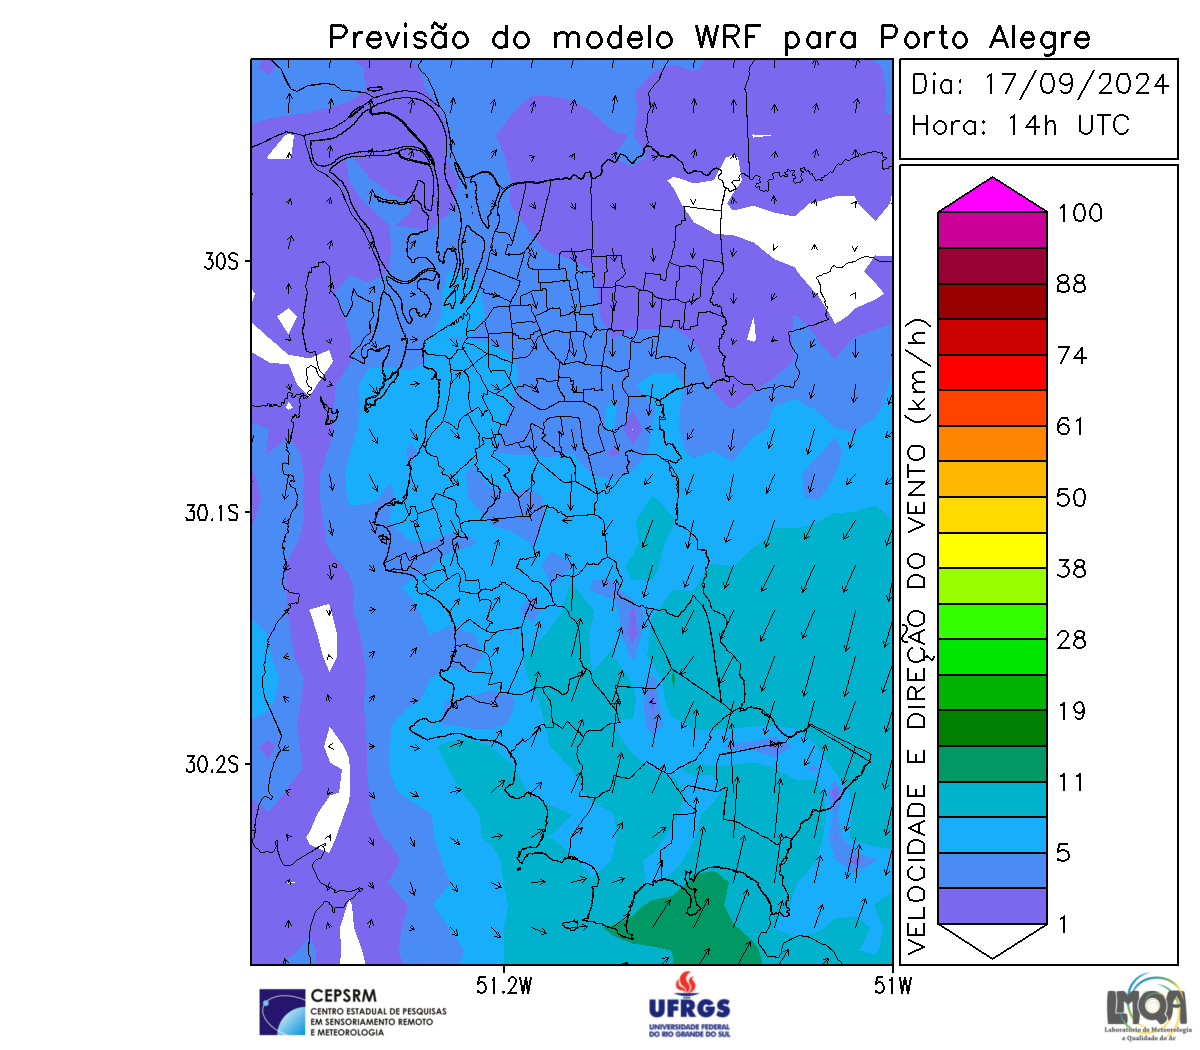 Previsão do modelo WRF para Porto Alegre
Dia: 17/09/2024
Hora: 14h UTC
100
88
74
61
50
38
28
19
11
5
1
VELOCIDADE E DIREÇÃO DO VENTO (km/h)
30S
30.1S
30.2S
51.2W
51W
CEPSRM
CENTRO ESTADUAL DE PESQUISAS
EM SENSORIAMENTO REMOTO
E METEOROLOGIA
UFRGS
UNIVERSIDADE FEDERAL
DO RIO GRANDE DO SUL
LMQA
Laboratório de Meteorologia
e Qualidade do Ar